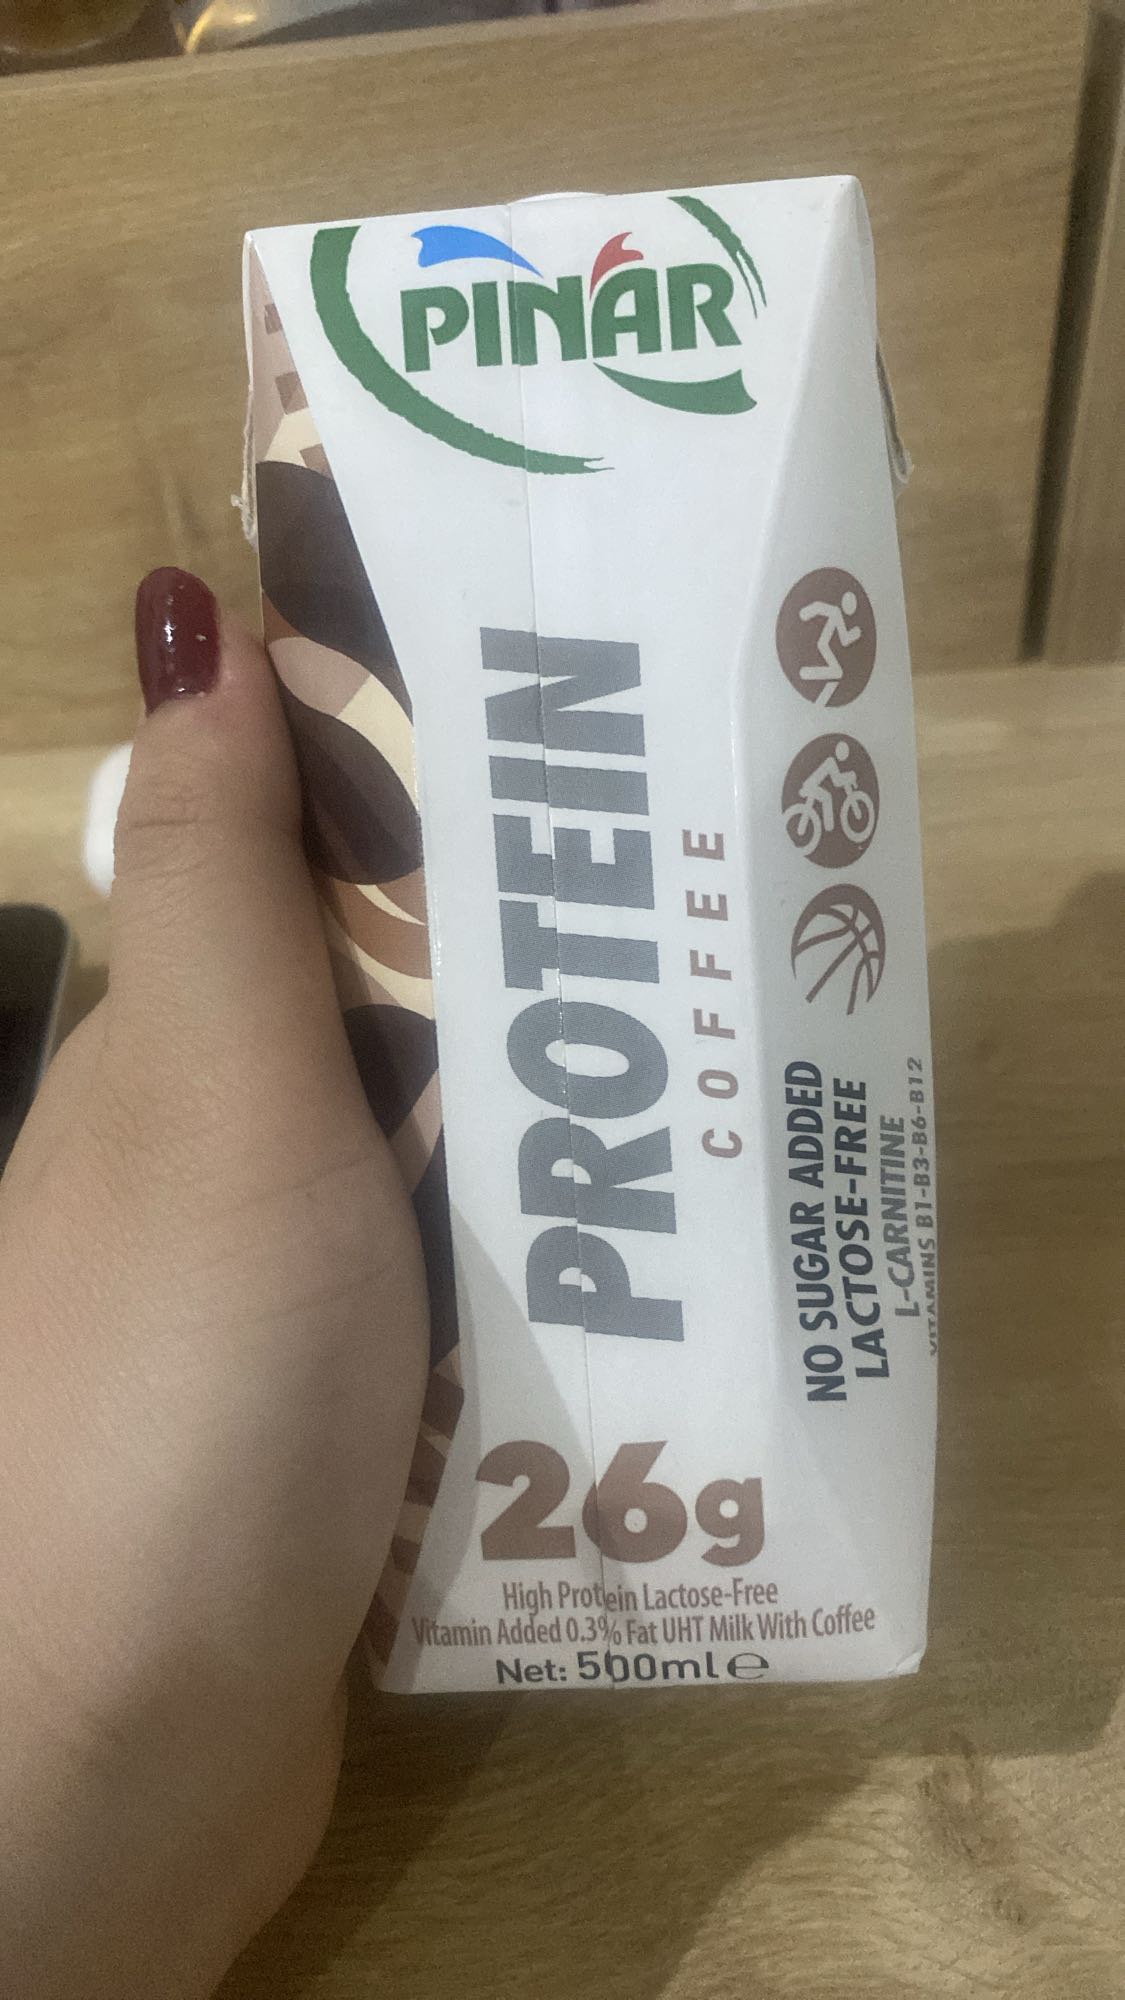 PINAR
PROTEIN
COFFEE
NO SUGAR ADDED
LACTOSE-FREE
L-CARNITINE
VITAMINS B1-B3-B6-B12
26g
High Protein Lactose-Free
Vitamin Added 0.3% Fat UHT Milk With Coffee
Net: 500ml e